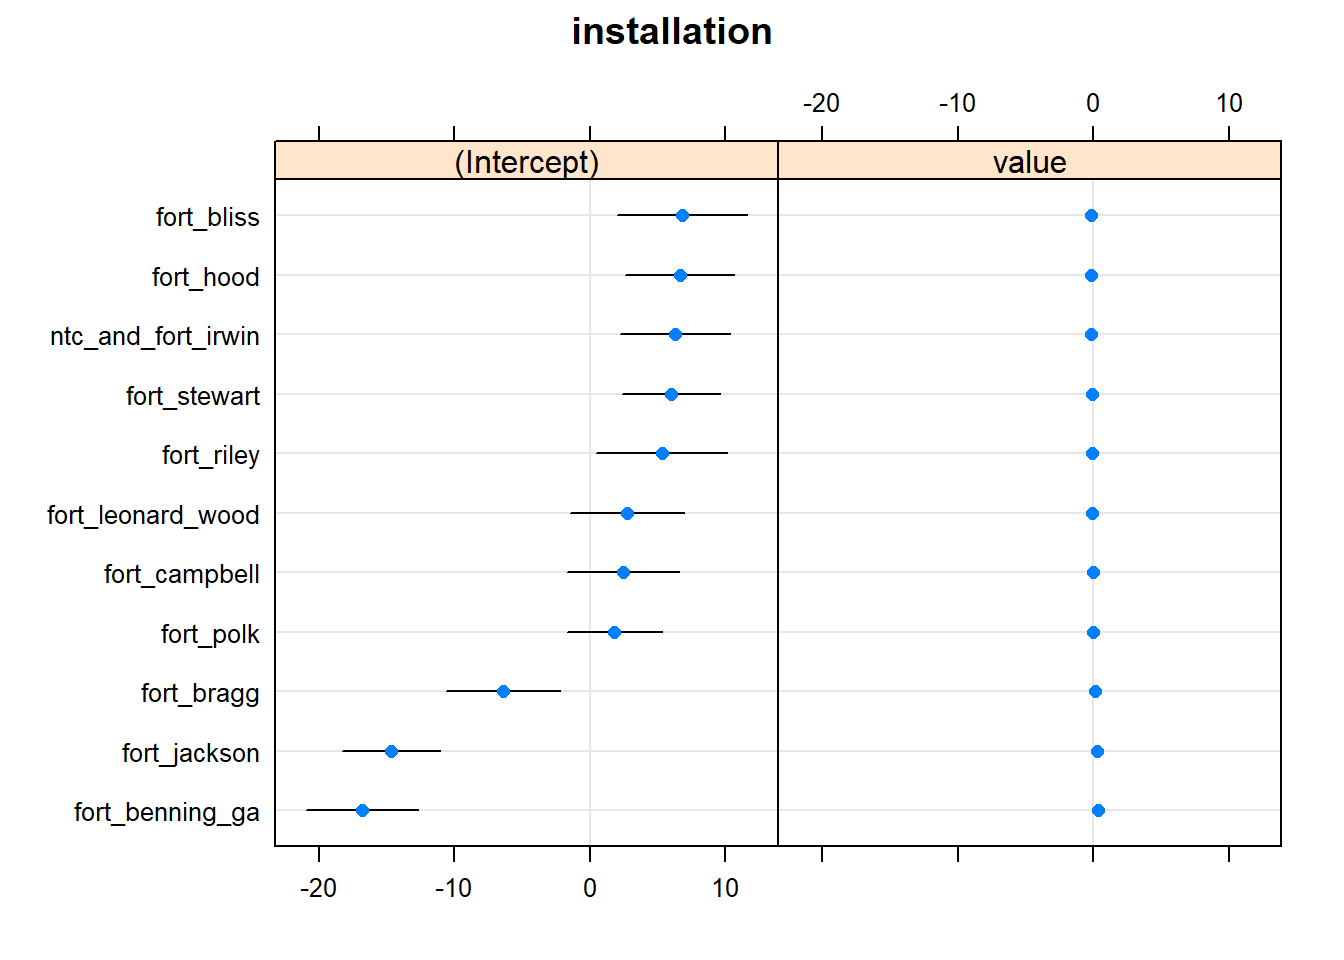 installation
-20 -10 0 10
(Intercept) value
fort_bliss
fort_hood
ntc_and_fort_irwin
fort_stewart
fort_riley
fort_leonard_wood
fort_campbell
fort_polk
fort_bragg
fort_jackson
fort_benning_ga
-20 -10 0 10